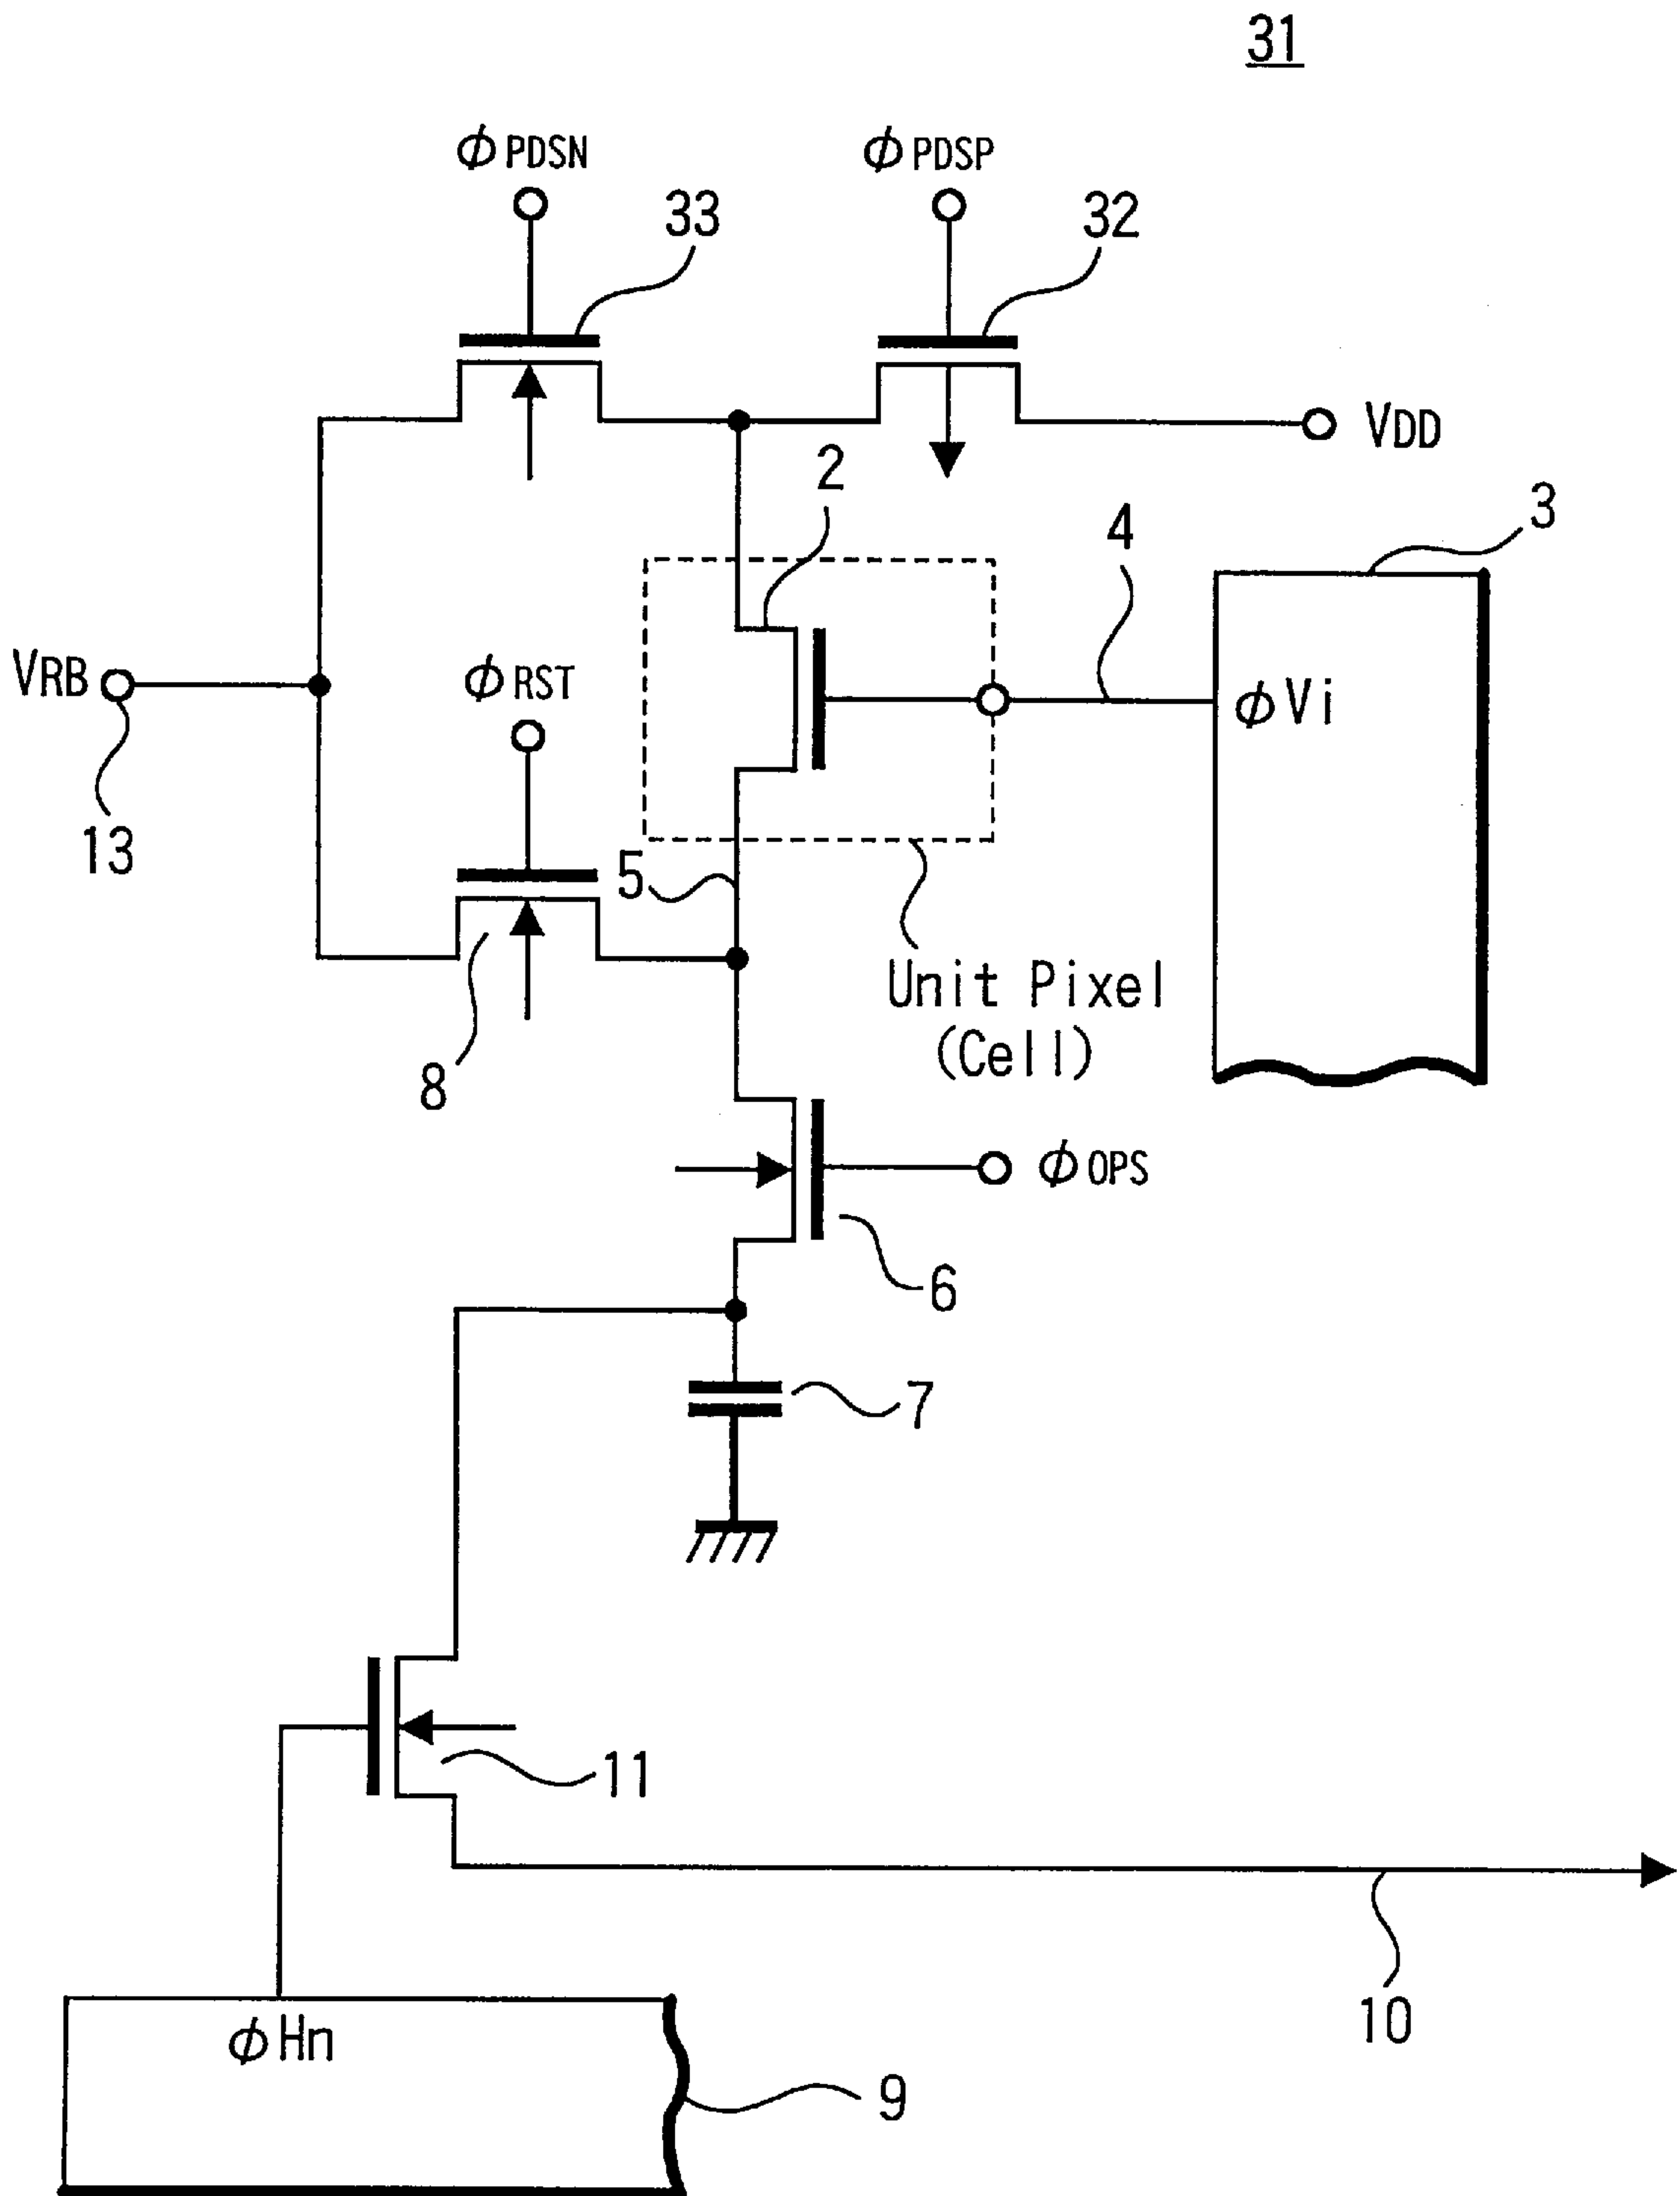 31
ϕPDSN
ϕPDSP
33
32
VDD
2
4
3
VRB
ϕRST
ϕVi
13
5
Unit Pixel
(Cell)
8
ϕOPS
6
7
11
10
ϕHn
9